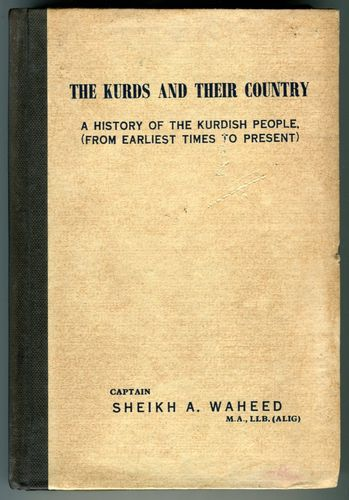 THE KURDS AND THEIR COUNTRY
A HISTORY OF THE KURDISH PEOPLE,
(FROM EARLIEST TIMES TO PRESENT)
CAPTAIN
SHEIKH A. WAHEED
M.A., LLB. (ALIG)